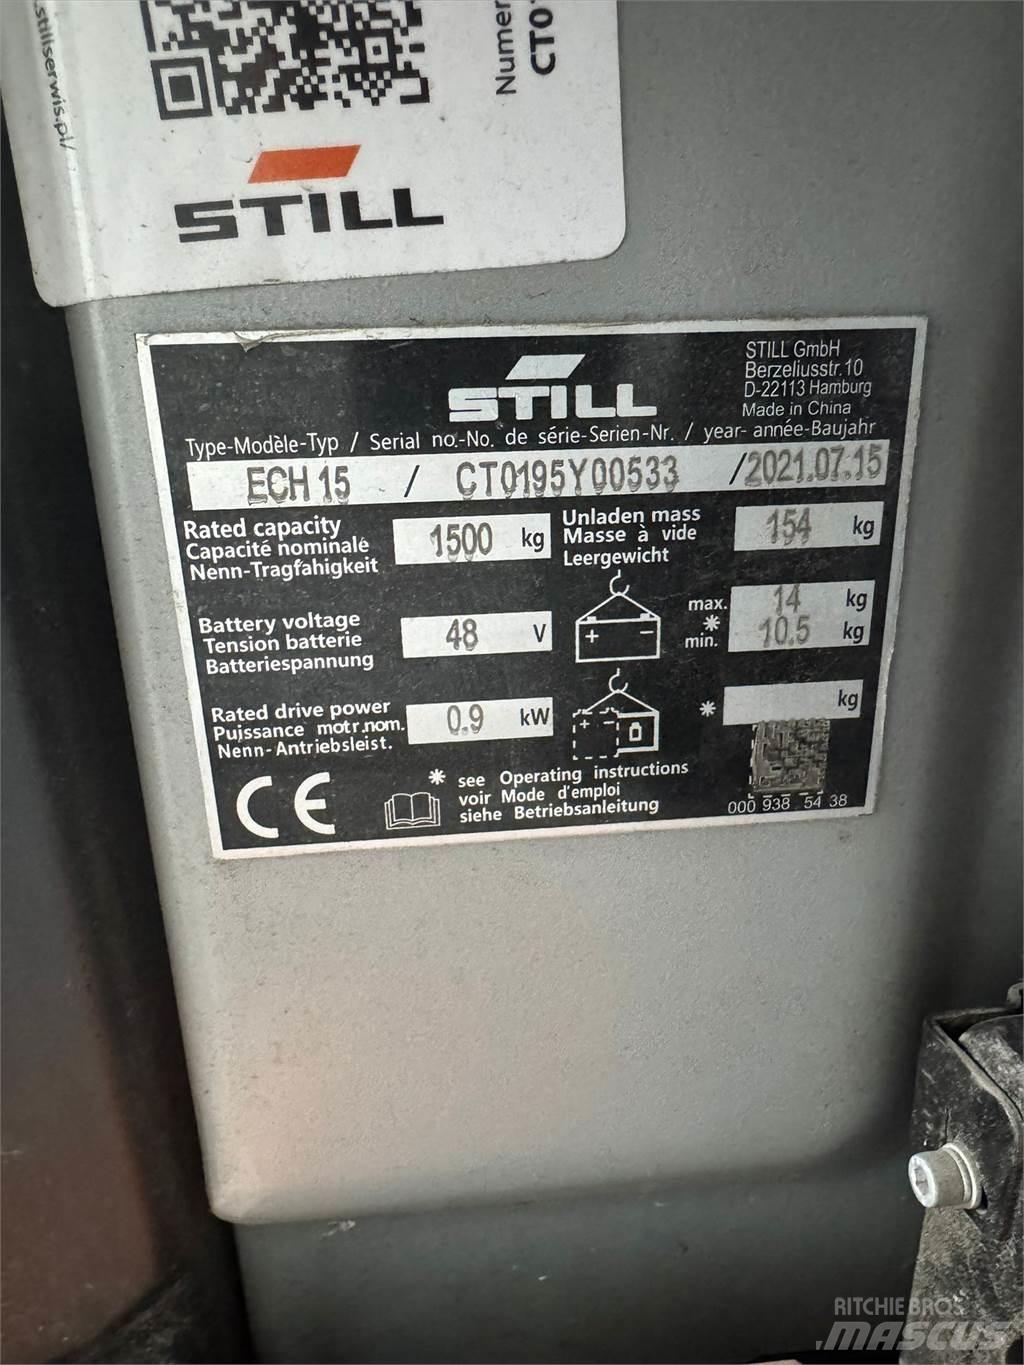 .stillserwis.pl/
STILL
STILL
STILL GmbH
Berzeliusstr.10
D-22113 Hamburg
Made in China
Type-Modèle-Typ / Serial no.-No. de série-Serien-Nr. / year- année-Baujahr
ECH 15 / CT0195Y00533 /2021.07.15
Rated capacity
Capacité nominale
Nenn-Tragfahigkeit
1500 kg
Unladen mass
Masse à vide
Leergewicht
154 kg
Battery voltage
Tension batterie
Batteriespannung
48 V
+ −
max. 14 kg
*
min. 10.5 kg
Rated drive power
Puissance motr.nom.
Nenn-Antriebsleist.
0.9 kW
+ −
* kg
CE
* see Operating instructions
voir Mode d'emploi
siehe Betriebsanleitung
000 938 54 38
RITCHIE BROS
MASCUS